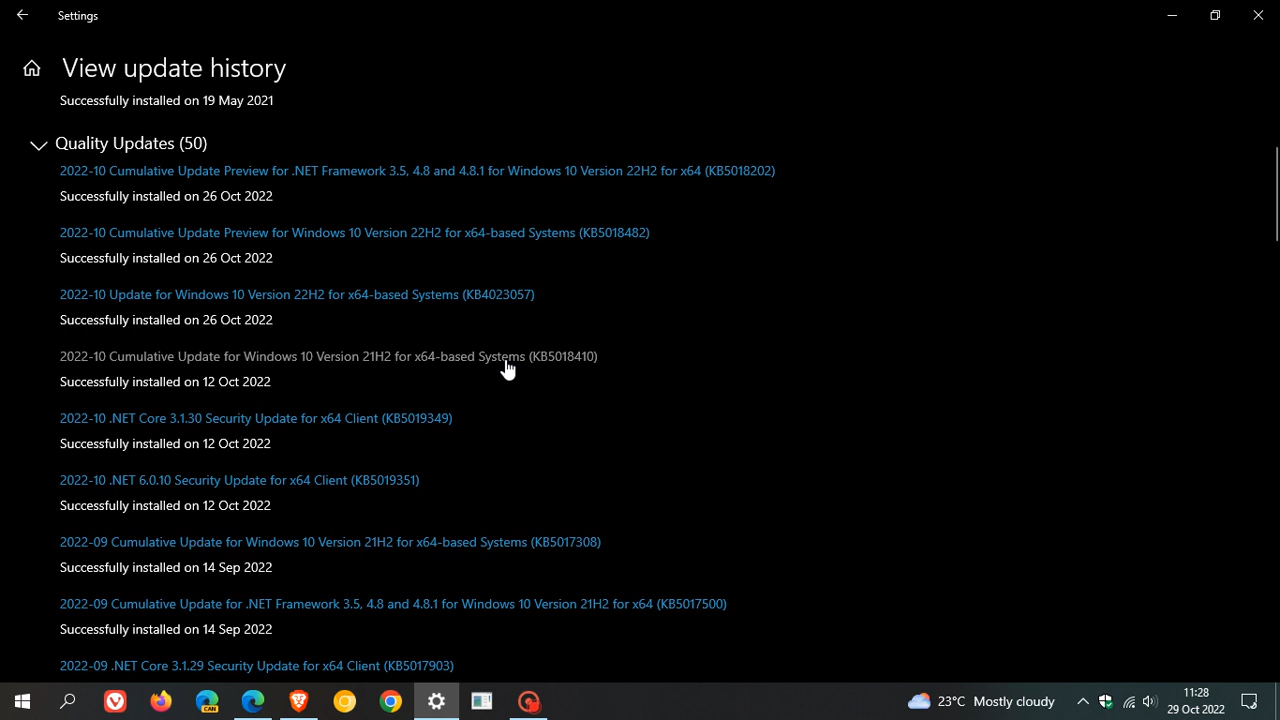 Settings
View update history
Successfully installed on 19 May 2021
Quality Updates (50)
2022-10 Cumulative Update Preview for .NET Framework 3.5, 4.8 and 4.8.1 for Windows 10 Version 22H2 for x64 (KB5018202)
Successfully installed on 26 Oct 2022
2022-10 Cumulative Update Preview for Windows 10 Version 22H2 for x64-based Systems (KB5018482)
Successfully installed on 26 Oct 2022
2022-10 Update for Windows 10 Version 22H2 for x64-based Systems (KB4023057)
Successfully installed on 26 Oct 2022
2022-10 Cumulative Update for Windows 10 Version 21H2 for x64-based Systems (KB5018410)
Successfully installed on 12 Oct 2022
2022-10 .NET Core 3.1.30 Security Update for x64 Client (KB5019349)
Successfully installed on 12 Oct 2022
2022-10 .NET 6.0.10 Security Update for x64 Client (KB5019351)
Successfully installed on 12 Oct 2022
2022-09 Cumulative Update for Windows 10 Version 21H2 for x64-based Systems (KB5017308)
Successfully installed on 14 Sep 2022
2022-09 Cumulative Update for .NET Framework 3.5, 4.8 and 4.8.1 for Windows 10 Version 21H2 for x64 (KB5017500)
Successfully installed on 14 Sep 2022
2022-09 .NET Core 3.1.29 Security Update for x64 Client (KB5017903)
CAN
23°C Mostly cloudy
11:28
29 Oct 2022